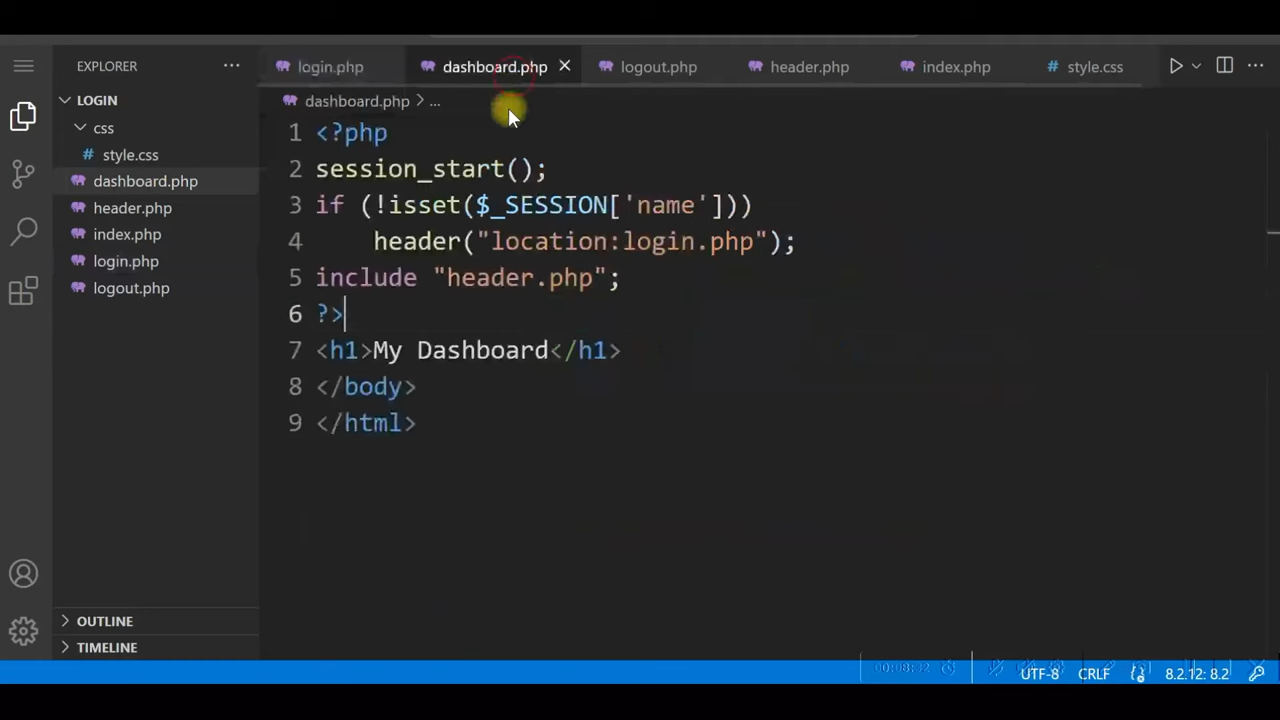 EXPLORER
LOGIN
css
style.css
dashboard.php
header.php
index.php
login.php
logout.php
OUTLINE
TIMELINE
login.php dashboard.php logout.php header.php index.php style.css
dashboard.php > ...
1 <?php
2 session_start();
3 if (!isset($_SESSION['name']))
4 header("location:login.php");
5 include "header.php";
6 ?>
7 <h1>My Dashboard</h1>
8 </body>
9 </html>
00:08:32
UTF-8 CRLF 8.2.12: 8.2